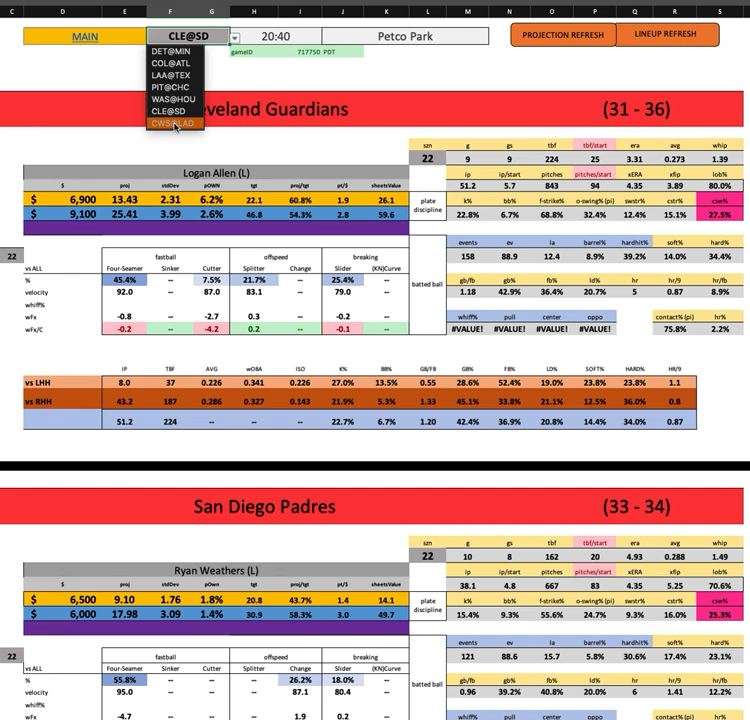 C D E F G H I J K L M N O P Q R S
MAIN CLE@SD 20:40 Petco Park PROJECTION REFRESH LINEUP REFRESH
gameID 717750 PDT
DET@MIN
COL@ATL
LAA@TEX
PIT@CHC
WAS@HOU
CLE@SD
CWS@LAD
eveland Guardians (31 - 36)
szn g gs tbf tbf/start era avg whip
22 9 9 224 25 3.31 0.273 1.39
Logan Allen (L) ip ip/start pitches pitches/start xERA xfip lob%
$ proj stdDev pOWN tgt proj/tgt pt/$ sheetsValue 51.2 5.7 843 94 4.35 3.89 80.0%
$ 6,900 13.43 2.31 6.2% 22.1 60.8% 1.9 26.1 plate discipline k% bb% f-strike% o-swing% (pi) swstr% cstr% csw%
$ 9,100 25.41 3.99 2.6% 46.8 54.3% 2.8 59.6 22.8% 6.7% 68.8% 32.4% 12.4% 15.1% 27.5%
events ev la barrel% hardhit% soft% hard%
22 fastball offspeed breaking 158 88.9 12.4 8.9% 39.2% 14.0% 34.4%
vs ALL Four-Seamer Sinker Cutter Splitter Change Slider (KN)Curve
% 45.4% -- 7.5% 21.7% -- 25.4% -- batted ball gb/fb gb% fb% ld% hr hr/9 hr/fb
velocity 92.0 87.0 83.1 79.0 1.18 42.9% 36.4% 20.7% 5 0.87 8.9%
whiff%
wFx -0.8 -- -2.7 0.3 -- -0.2 -- whiff% pull center oppo contact% (pi) hr%
wFx/C -0.2 -- -4.2 0.2 -- -0.1 -- #VALUE! #VALUE! #VALUE! #VALUE! 75.8% 2.2%
IP TBF AVG wOBA ISO K% BB% GB/FB GB% FB% LD% SOFT% HARD% HR/9
vs LHH 8.0 37 0.226 0.341 0.226 27.0% 13.5% 0.55 28.6% 52.4% 19.0% 23.8% 23.8% 1.1
vs RHH 43.2 187 0.286 0.327 0.143 21.9% 5.3% 1.33 45.1% 33.8% 21.1% 12.5% 36.0% 0.8
51.2 224 -- -- -- 22.7% 6.7% 1.20 42.4% 36.9% 20.8% 14.4% 34.0% 0.87
San Diego Padres (33 - 34)
szn g gs tbf tbf/start era avg whip
22 10 8 162 20 4.93 0.288 1.49
Ryan Weathers (L) ip ip/start pitches pitches/start xERA xfip lob%
$ proj stdDev pOwn tgt proj/tgt pt/$ sheetsValue 38.1 4.8 667 83 4.35 5.25 70.6%
$ 6,500 9.10 1.76 1.8% 20.8 43.7% 1.4 14.1 plate discipline k% bb% f-strike% o-swing% (pi) swstr% cstr% csw%
$ 6,000 17.98 3.09 1.4% 30.9 58.3% 3.0 49.7 15.4% 9.3% 55.6% 24.7% 9.3% 16.0% 25.3%
events ev la barrel% hardhit% soft% hard%
22 fastball offspeed breaking 121 88.6 15.7 5.8% 30.6% 17.4% 23.1%
vs ALL Four-Seamer Sinker Cutter Splitter Change Slider (KN)Curve
% 55.8% -- -- -- 26.2% 18.0% -- batted ball gb/fb gb% fb% ld% hr hr/9 hr/fb
velocity 95.0 87.1 80.4 0.96 39.2% 40.8% 20.0% 6 1.41 12.2%
whiff%
wFx -4.7 -- -- -- 1.9 0.2 -- whiff% pull center oppo contact% (pi) hr%